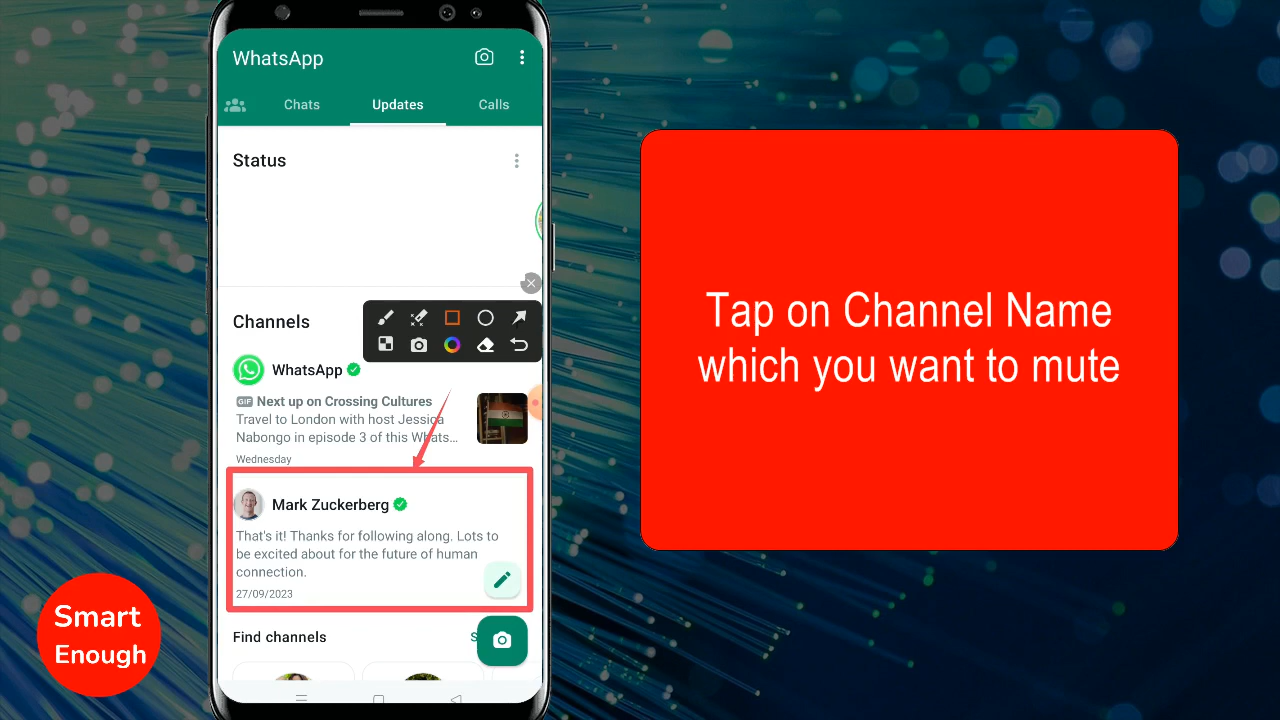 WhatsApp
Chats
Updates
Calls
Status
Channels
WhatsApp
GIF Next up on Crossing Cultures
Travel to London with host Jessica
Nabongo in episode 3 of this Whats...
Wednesday
Mark Zuckerberg
That's it! Thanks for following along. Lots to
be excited about for the future of human
connection.
27/09/2023
Find channels
Tap on Channel Name
which you want to mute
Smart
Enough